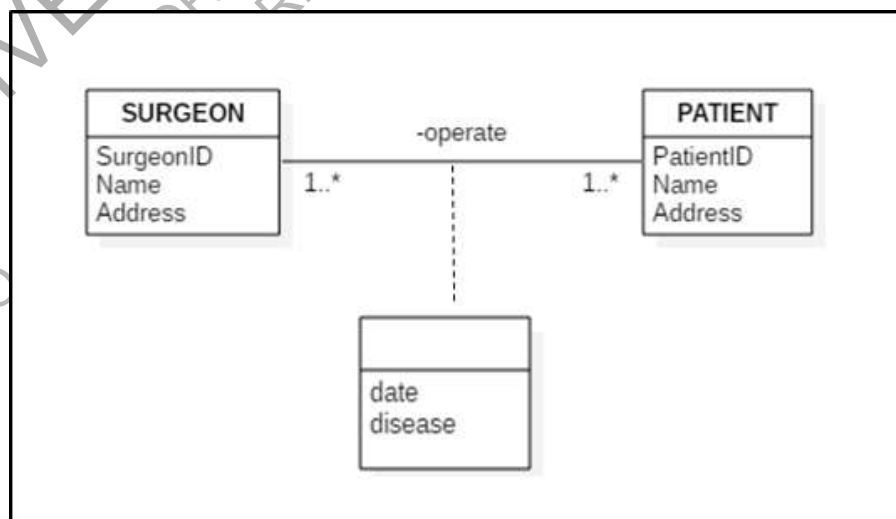 SURGEON
SurgeonID
Name
Address
-operate
1..*
1..*
PATIENT
PatientID
Name
Address
date
disease